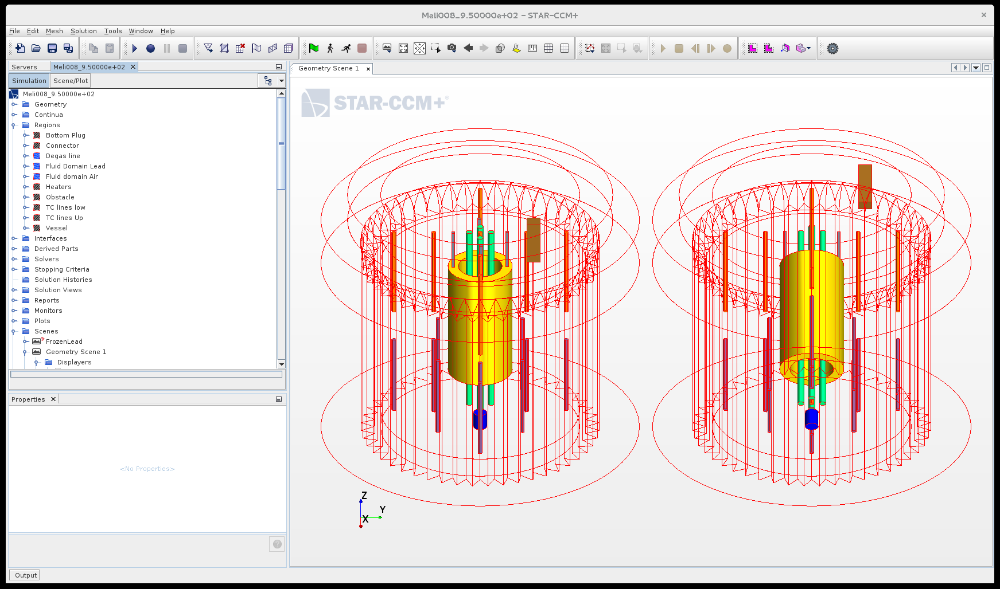 Meli008_9.50000e+02 - STAR-CCM+
File Edit Mesh Solution Tools Window Help
Servers Meli008_9.50000e+02
Simulation Scene/Plot
Meli008_9.50000e+02
Geometry
Continua
Regions
Bottom Plug
Connector
Degas line
Fluid Domain Lead
Fluid domain Air
Heaters
Obstacle
TC lines low
TC lines Up
Vessel
Interfaces
Derived Parts
Solvers
Stopping Criteria
Solution Histories
Solution Views
Reports
Monitors
Plots
Scenes
FrozenLead
Geometry Scene 1
Displayers
Properties
<No Properties>
Output
Geometry Scene 1
STAR-CCM+®
Z
Y
X